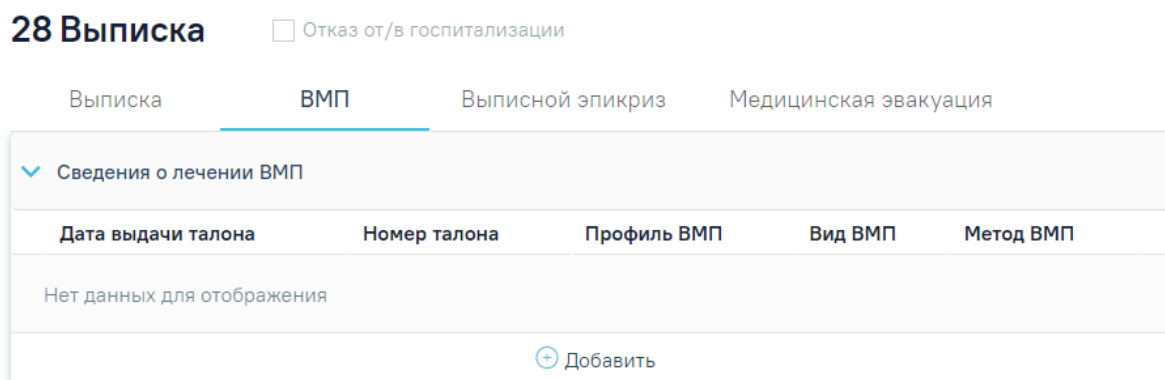 28 Выписка Отказ от/в госпитализации
Выписка ВМП Выписной эпикриз Медицинская эвакуация
Сведения о лечении ВМП
Дата выдачи талона Номер талона Профиль ВМП Вид ВМП Метод ВМП
Нет данных для отображения
Добавить